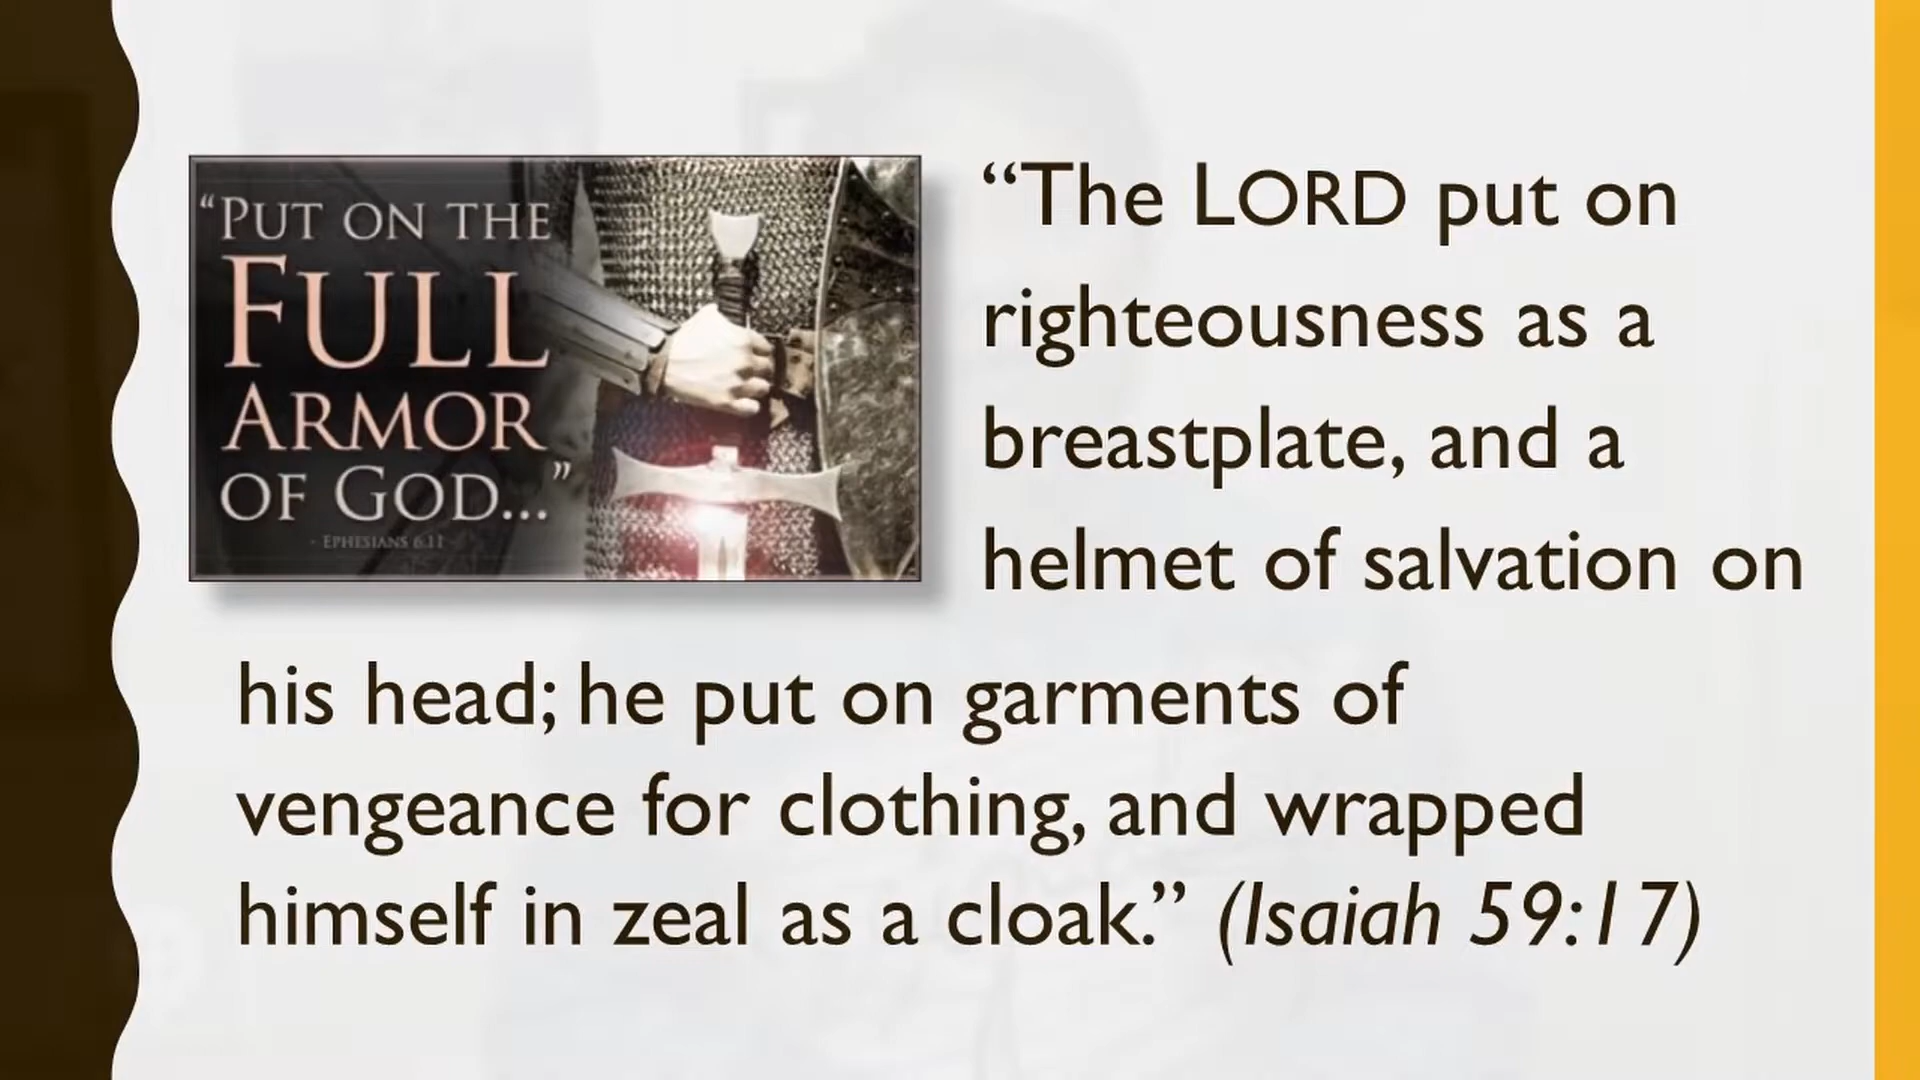 “PUT ON THE
FULL
ARMOR
OF GOD...”
- EPHESIANS 6:11 -
“The LORD put on
righteousness as a
breastplate, and a
helmet of salvation on
his head; he put on garments of
vengeance for clothing, and wrapped
himself in zeal as a cloak.” (Isaiah 59:17)